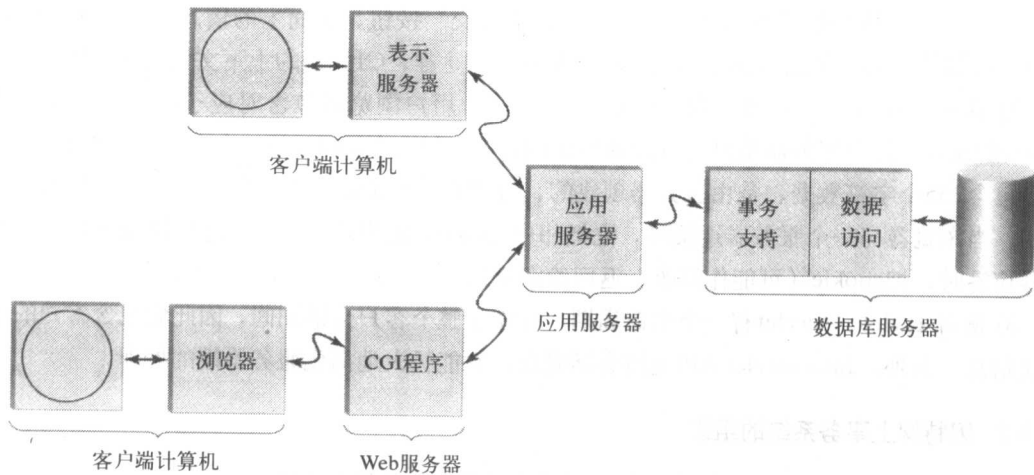 表示
服务器
客户端计算机
应用
服务器
事务
支持
数据
访问
应用服务器
数据库服务器
浏览器
CGI程序
客户端计算机
Web服务器